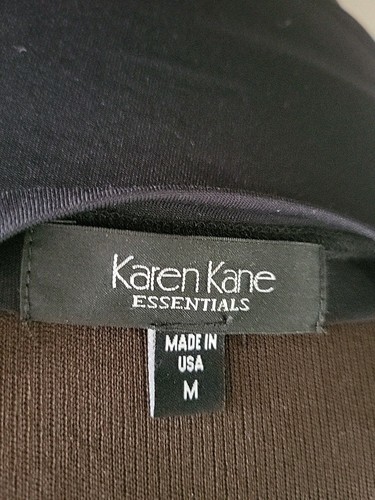 Karen Kane
ESSENTIALS
MADE IN
USA
M